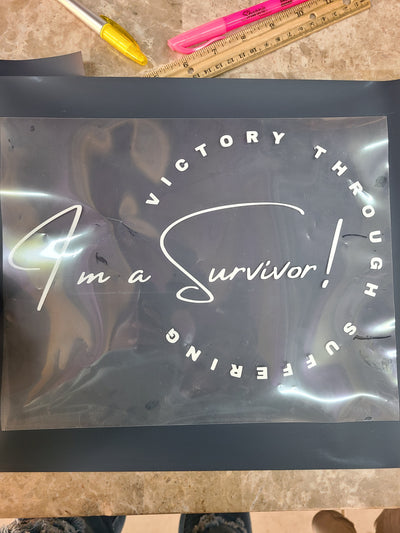 VICTORY THROUGH SUFFERING
I'm a Survivor!